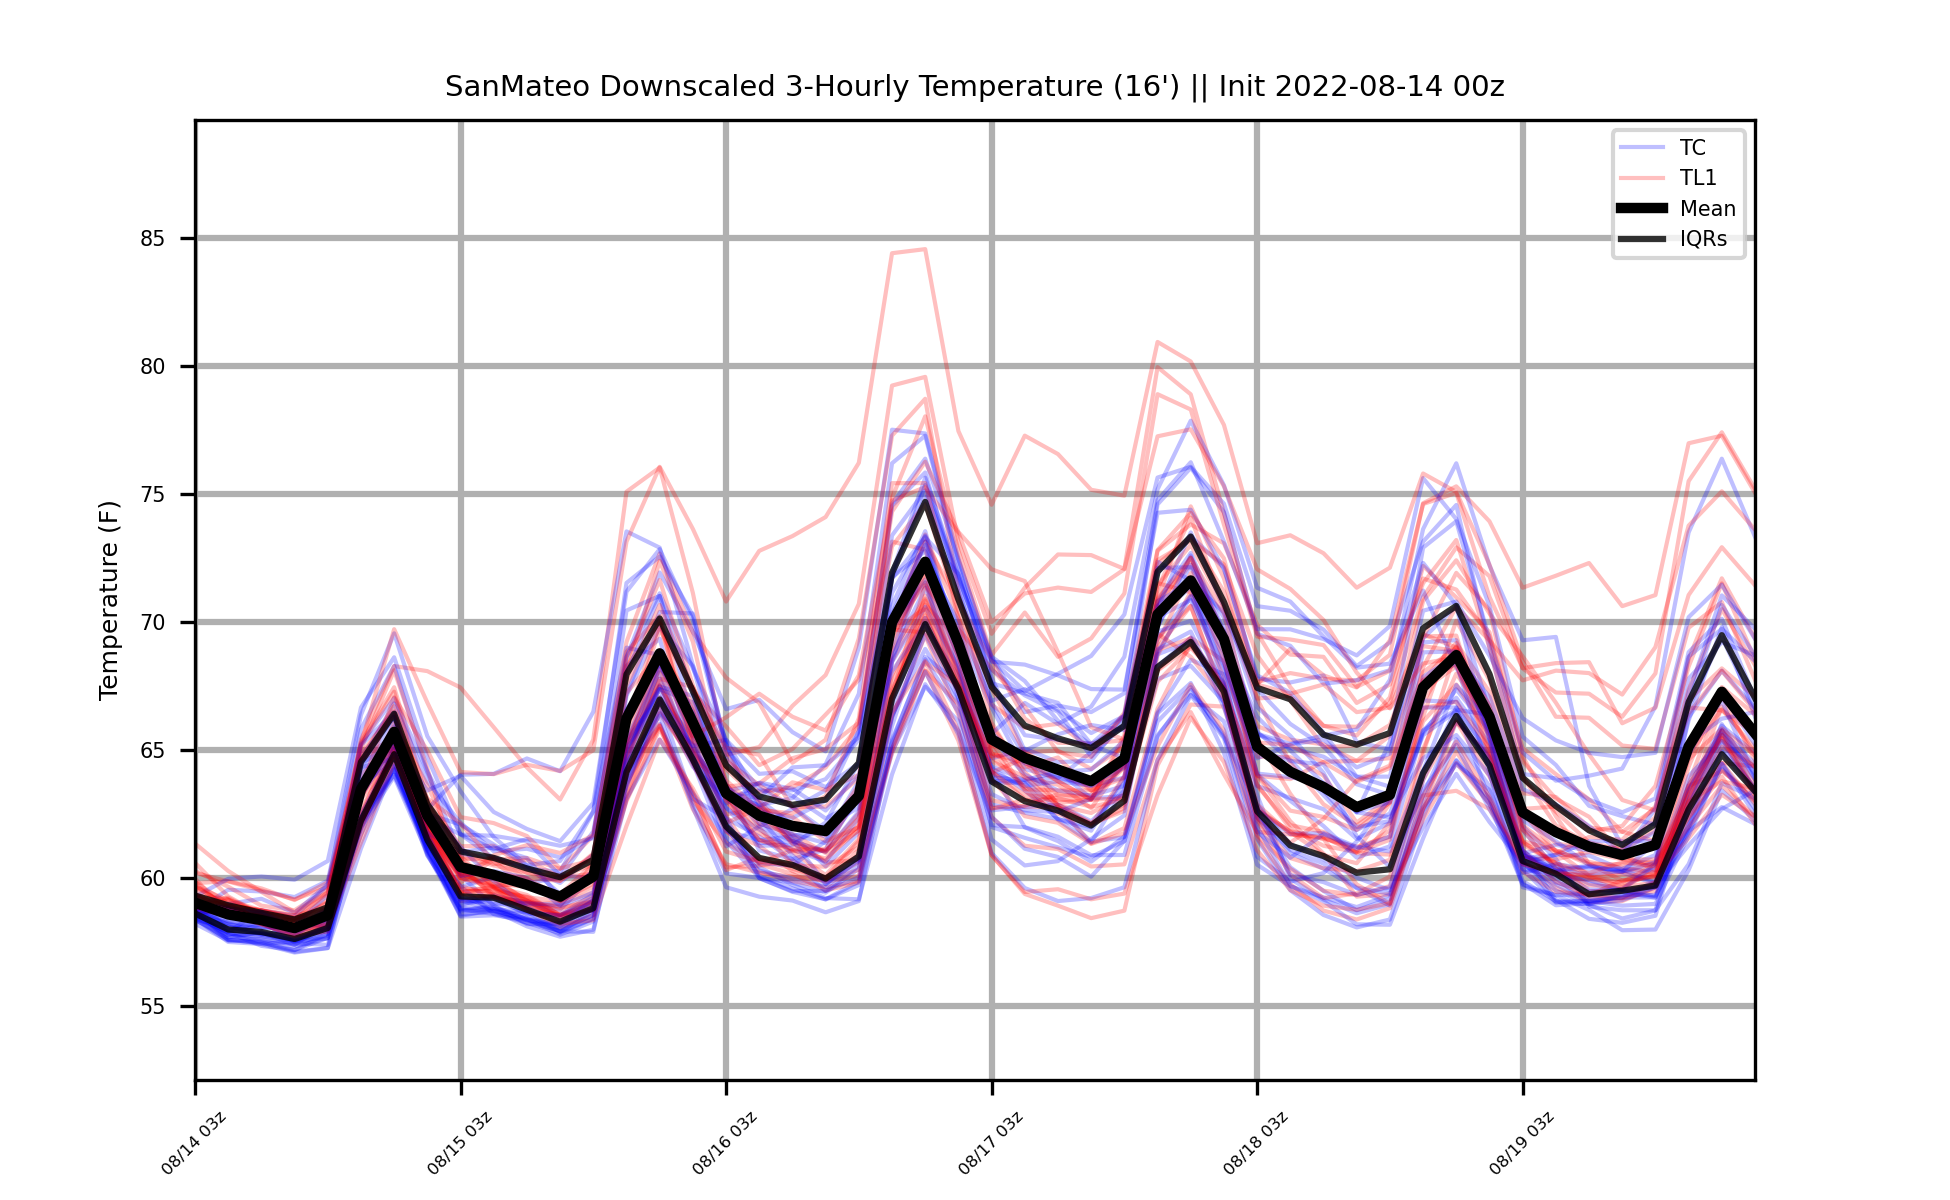 SanMateo Downscaled 3-Hourly Temperature (16') || Init 2022-08-14 00z
TC
TL1
Mean
IQRs
Temperature (F)
85
80
75
70
65
60
55
08/14 03z
08/15 03z
08/16 03z
08/17 03z
08/18 03z
08/19 03z